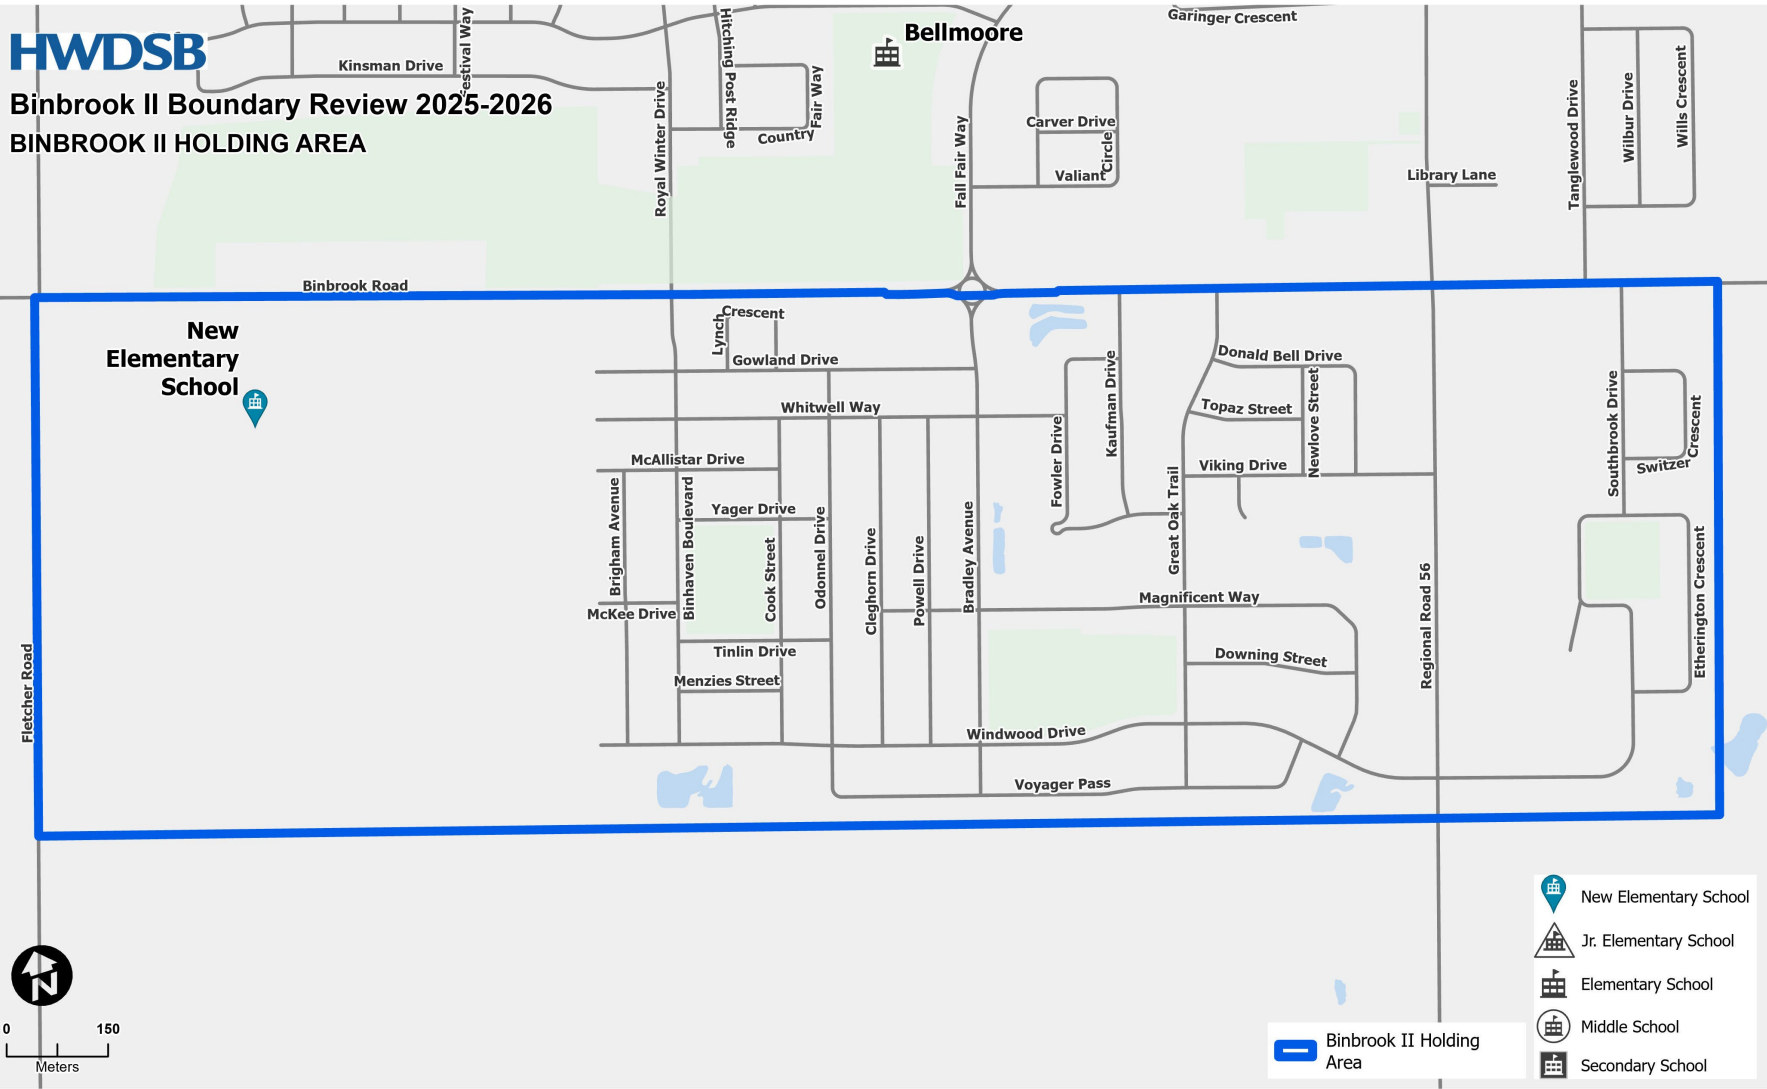 HWDSB
Binbrook II Boundary Review 2025-2026
BINBROOK II HOLDING AREA
Bellmoore
Garinger Crescent
Kinsman Drive
Festival Way
Hitching Post Ridge
Fair Way
Country
Royal Winter Drive
Fall Fair Way
Carver Drive
Circle
Valiant
Library Lane
Tanglewood Drive
Wilbur Drive
Wills Crescent
Binbrook Road
New
Elementary
School
Lynch
Crescent
Gowland Drive
Whitwell Way
McAllistar Drive
Brigham Avenue
Binhaven Boulevard
Yager Drive
Cook Street
Odonnel Drive
Cleghorn Drive
Powell Drive
Bradley Avenue
Fowler Drive
Kaufman Drive
Great Oak Trail
Donald Bell Drive
Topaz Street
Newlove Street
Viking Drive
Southbrook Drive
Crescent
Switzer
Etherington Crescent
Regional Road 56
McKee Drive
Tinlin Drive
Menzies Street
Magnificent Way
Downing Street
Windwood Drive
Voyager Pass
Fletcher Road
N
0 150
Meters
Binbrook II Holding
Area
New Elementary School
Jr. Elementary School
Elementary School
Middle School
Secondary School